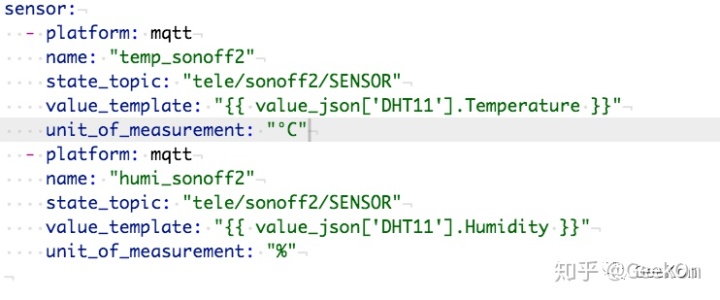 sensor:
  - platform: mqtt
    name: "temp_sonoff2"
    state_topic: "tele/sonoff2/SENSOR"
    value_template: "{{ value_json['DHT11'].Temperature }}"
    unit_of_measurement: "°C"
  - platform: mqtt
    name: "humi_sonoff2"
    state_topic: "tele/sonoff2/SENSOR"
    value_template: "{{ value_json['DHT11'].Humidity }}"
    unit_of_measurement: "%"
知乎 @GeekOn